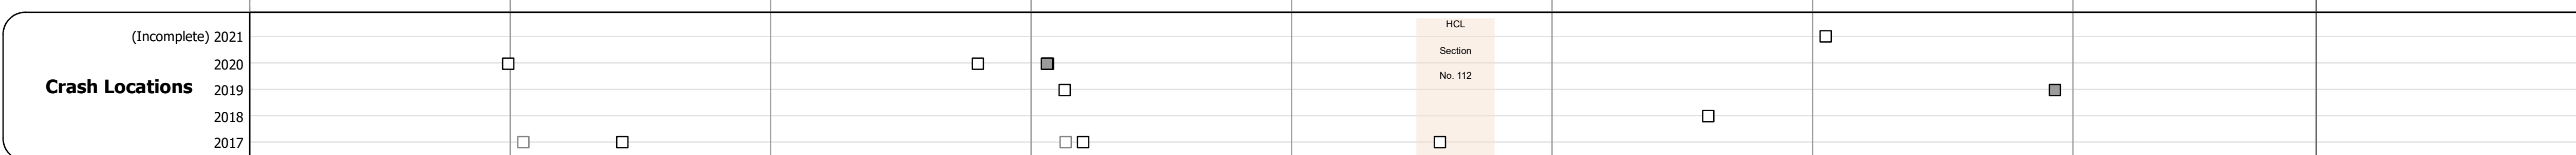 (Incomplete) 2021
2020
Crash Locations
2019
2018
2017
HCL
Section
No. 112